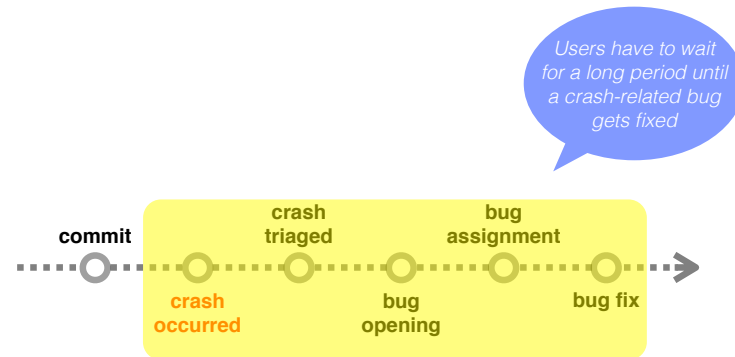 Users have to wait
for a long period until
a crash-related bug
gets fixed
commit
crash
occurred
crash
triaged
bug
opening
bug
assignment
bug fix